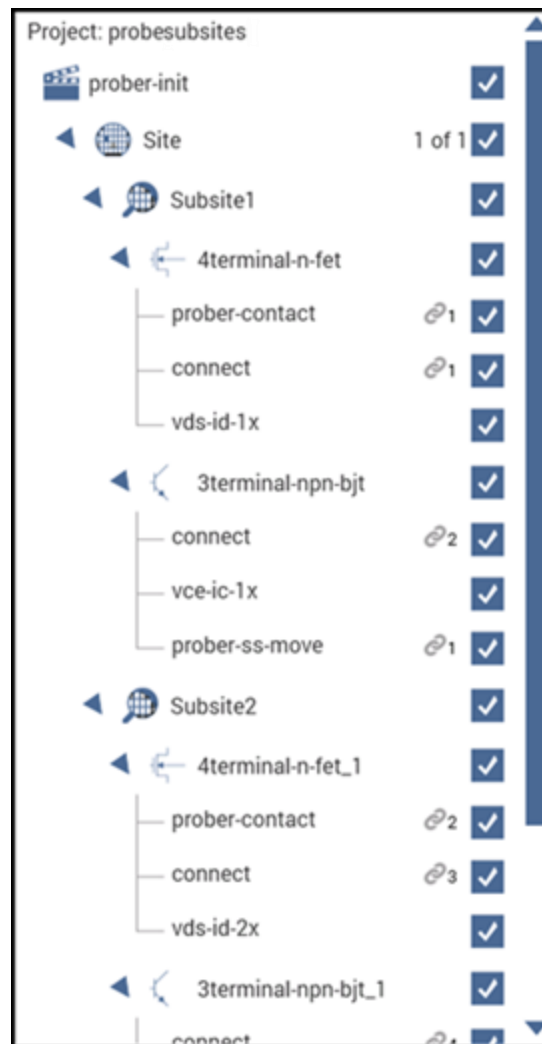 Project: probesubsites
prober-init
Site 1 of 1
Subsite1
4terminal-n-fet
prober-contact 1
connect 1
vds-id-1x
3terminal-npn-bjt
connect 2
vce-ic-1x
prober-ss-move 1
Subsite2
4terminal-n-fet_1
prober-contact 2
connect 3
vds-id-2x
3terminal-npn-bjt_1
connect 4